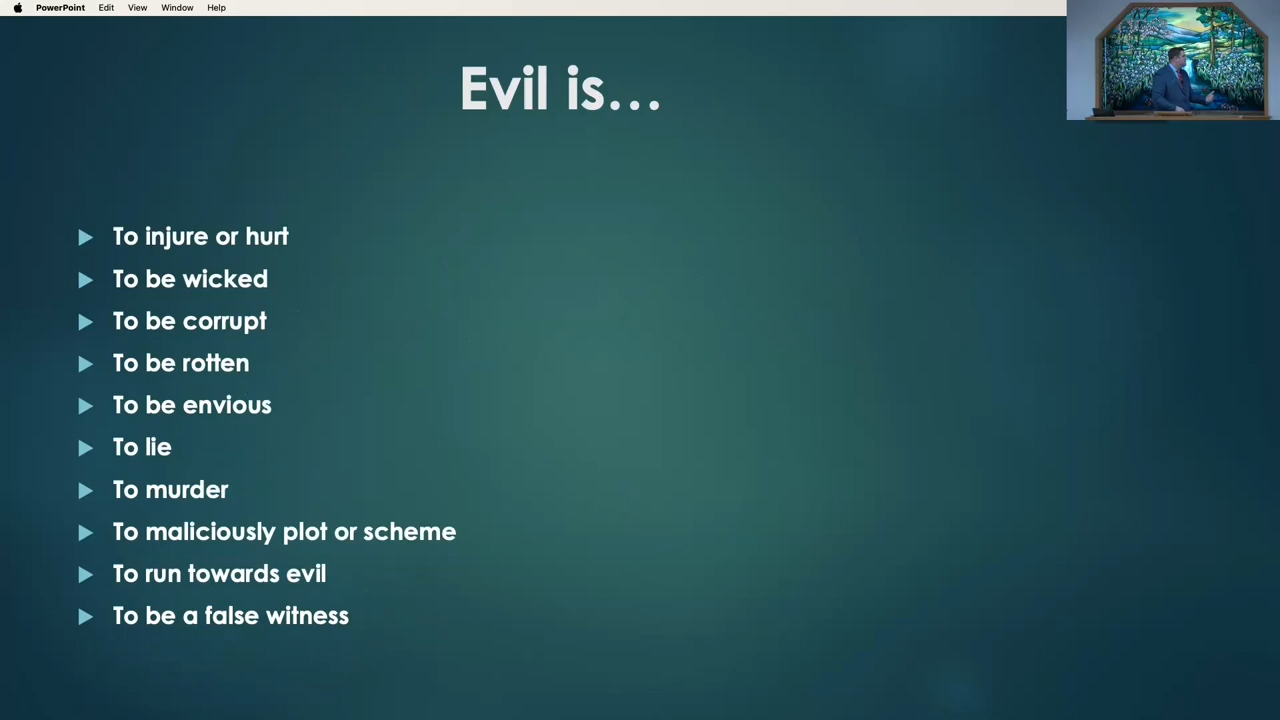 PowerPoint Edit View Window Help
Evil is...
To injure or hurt
To be wicked
To be corrupt
To be rotten
To be envious
To lie
To murder
To maliciously plot or scheme
To run towards evil
To be a false witness